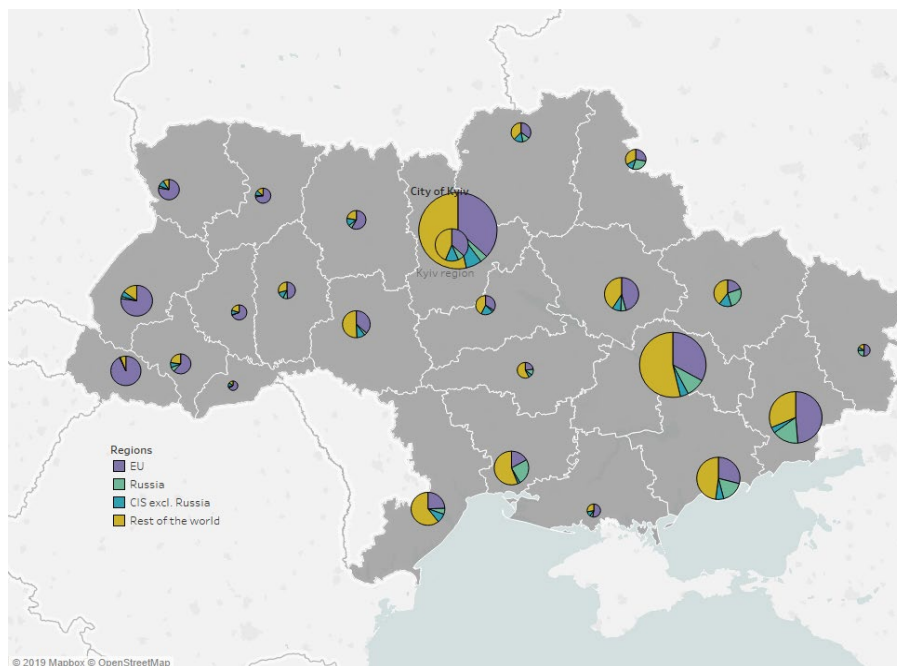 City of Kyiv
Kyiv region
Regions
EU
Russia
CIS excl. Russia
Rest of the world
© 2019 Mapbox © OpenStreetMap